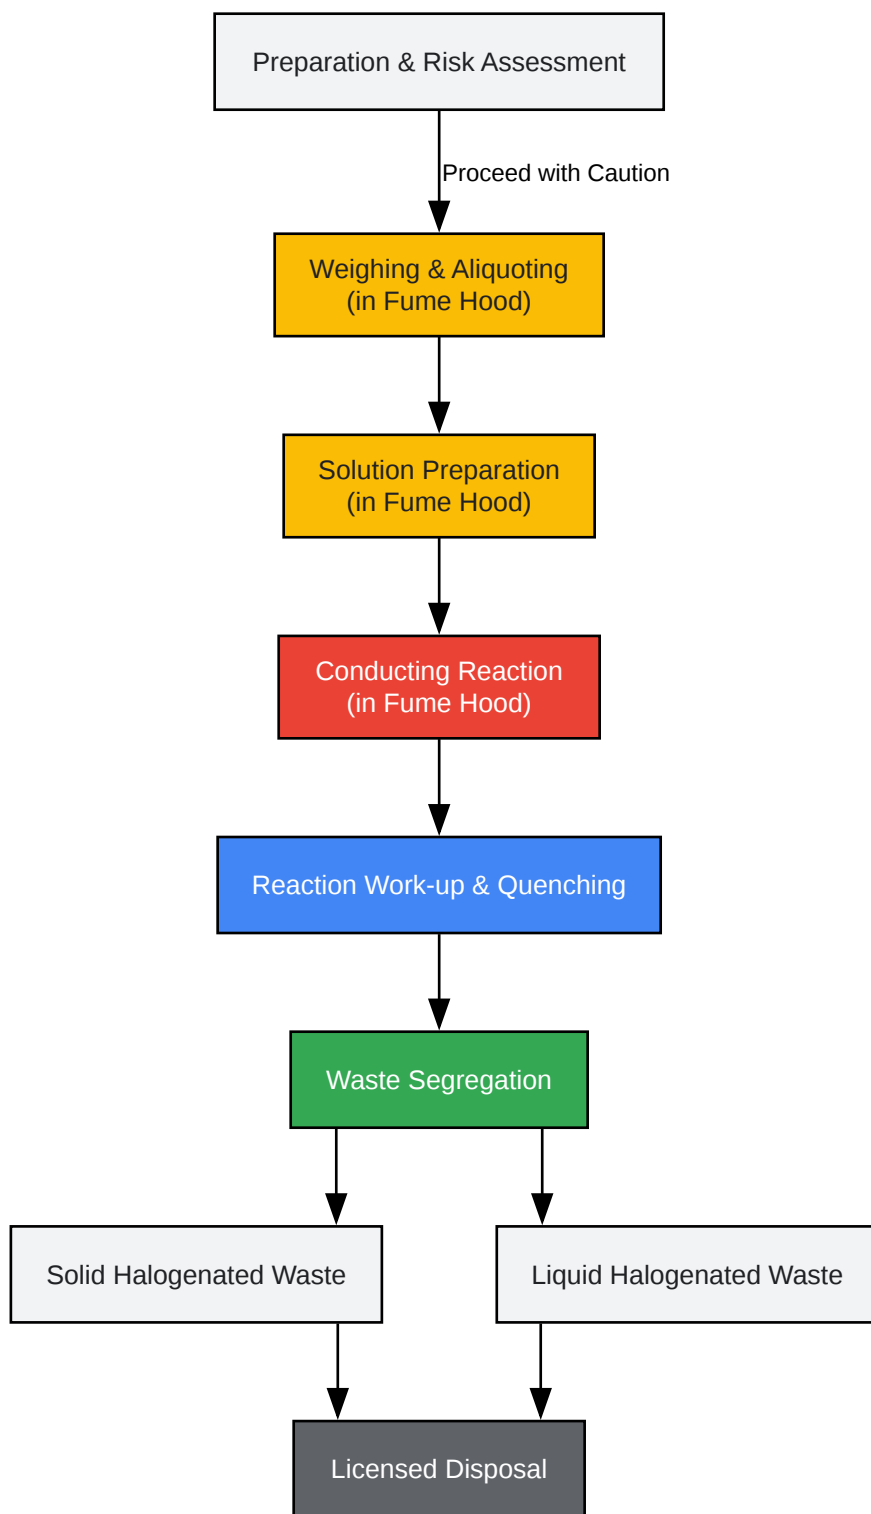 Preparation & Risk Assessment
Proceed with Caution
Weighing & Aliquoting
(in Fume Hood)
Solution Preparation
(in Fume Hood)
Conducting Reaction
(in Fume Hood)
Reaction Work-up & Quenching
Waste Segregation
Solid Halogenated Waste
Liquid Halogenated Waste
Licensed Disposal